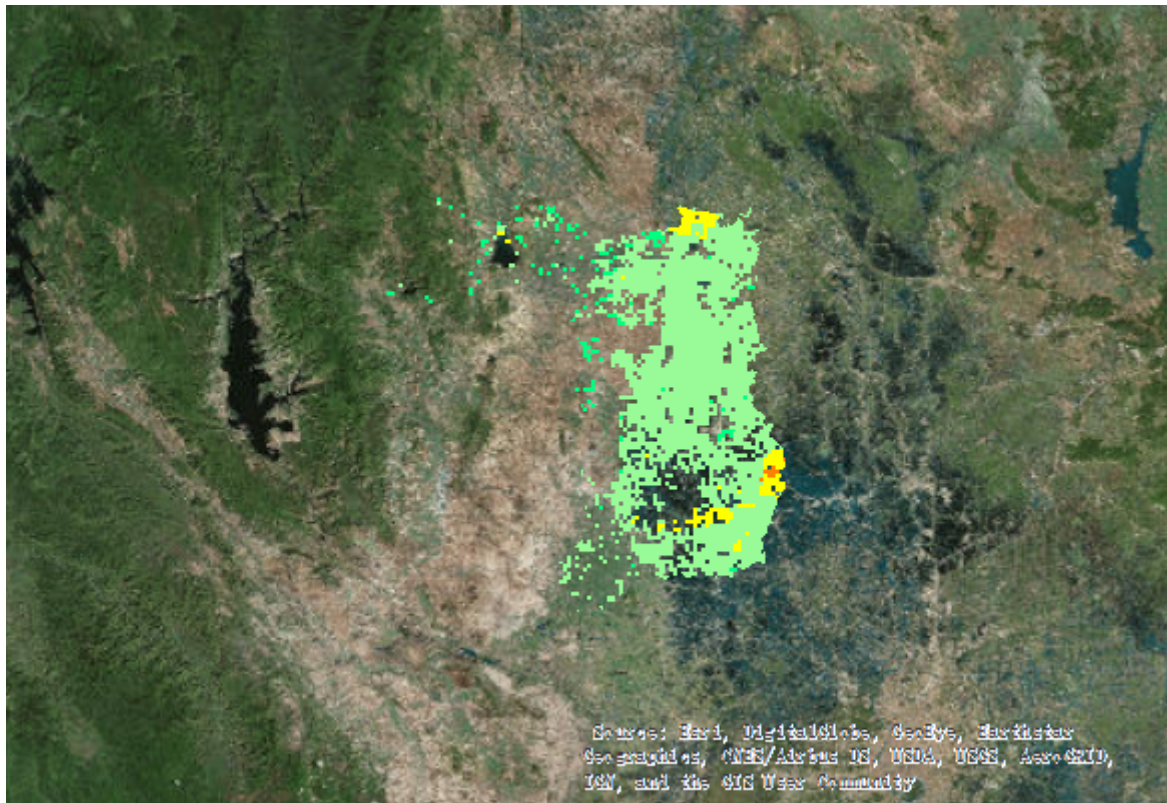 Source: Esri, DigitalGlobe, GeoEye, Earthstar
Geographics, CNES/Airbus DS, USDA, USGS, AeroGRID,
IGN, and the GIS User Community